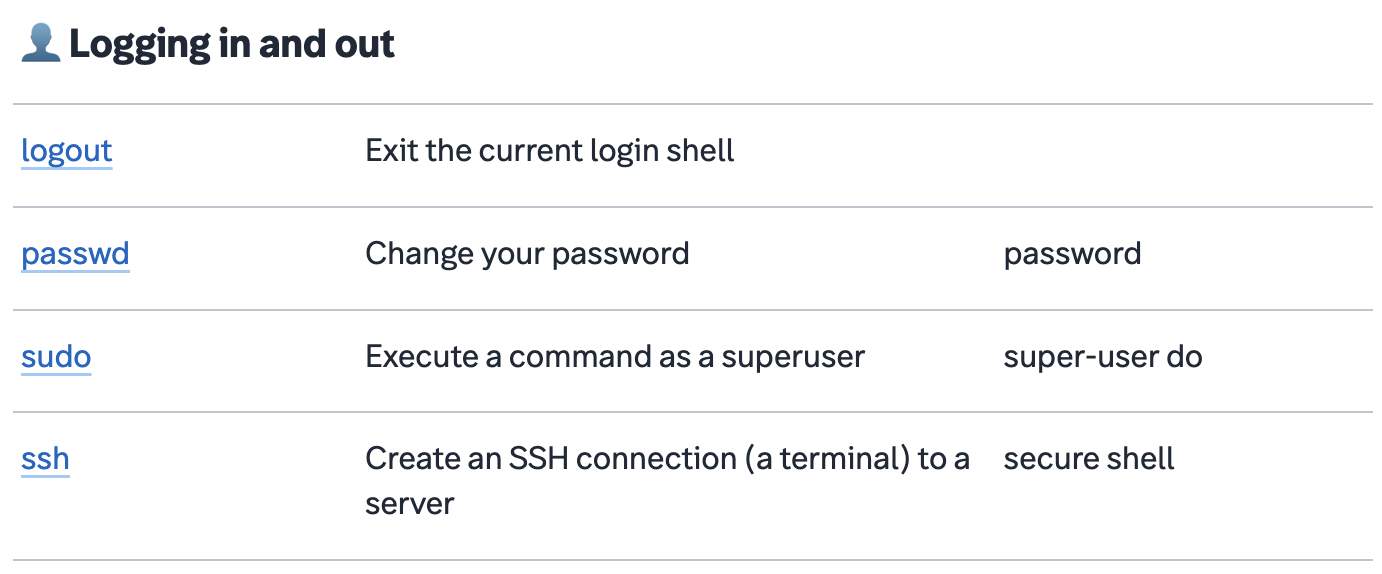 👤 Logging in and out
logout Exit the current login shell
passwd Change your password password
sudo Execute a command as a superuser super-user do
ssh Create an SSH connection (a terminal) to a secure shell
server